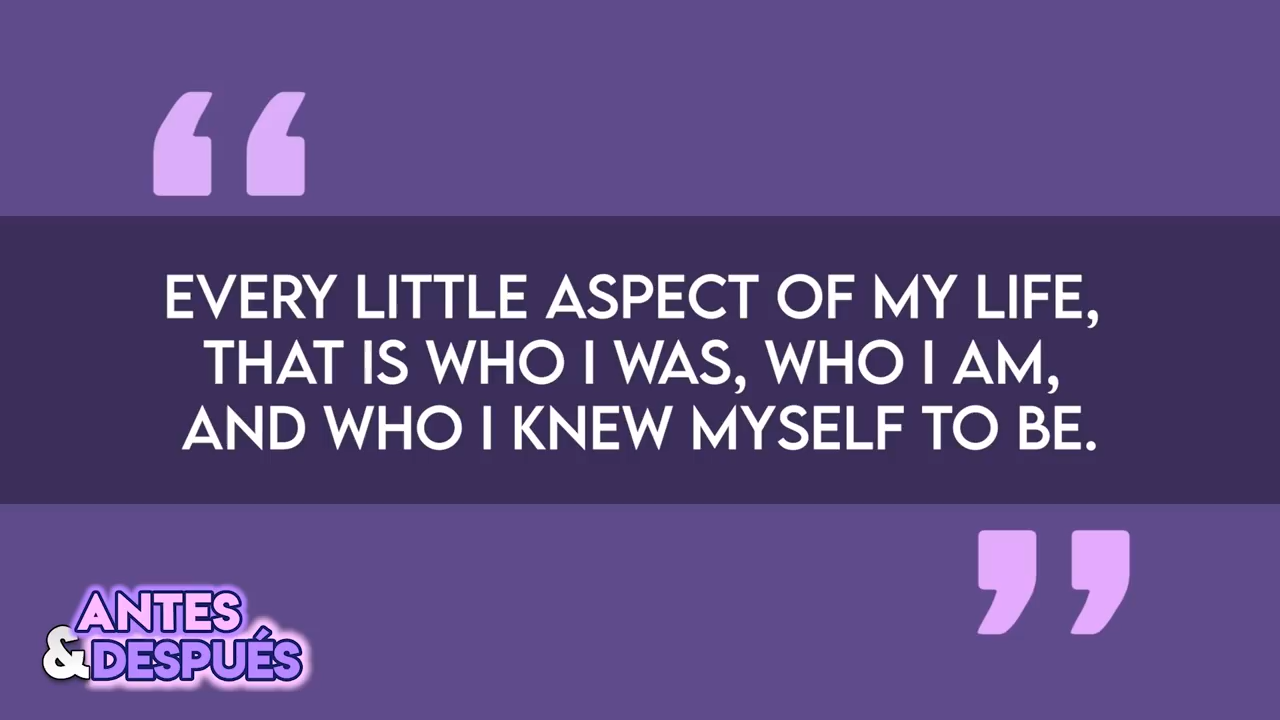 EVERY LITTLE ASPECT OF MY LIFE,
THAT IS WHO I WAS, WHO I AM,
AND WHO I KNEW MYSELF TO BE.
ANTES
&DESPUÉS